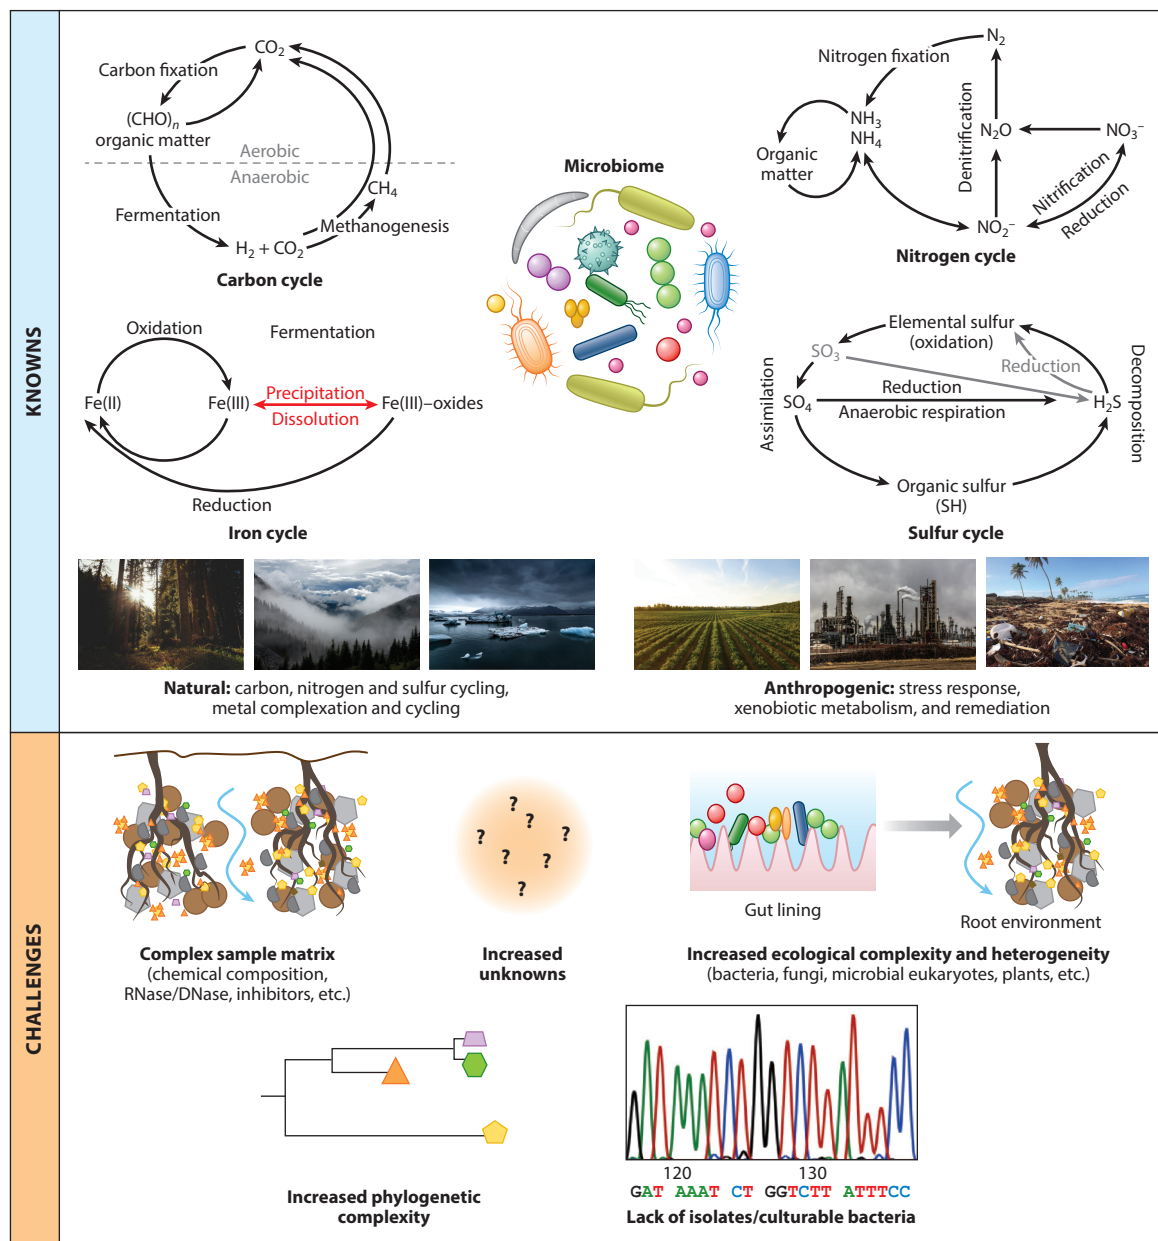 KNOWNS
CO₂
Carbon fixation
(CHO)ₙ
organic matter
Aerobic
Anaerobic
CH₄
Fermentation
Methanogenesis
H₂ + CO₂
Carbon cycle
Microbiome
N₂
Nitrogen fixation
NH₃
NH₄
Organic
matter
Denitrification
N₂O
NO₃⁻
Nitrification
Reduction
NO₂⁻
Nitrogen cycle
Oxidation
Fermentation
Fe(II)
Fe(III)
Precipitation
Dissolution
Fe(III)–oxides
Reduction
Iron cycle
Elemental sulfur
(oxidation)
SO₃
Reduction
Assimilation
SO₄
Reduction
Anaerobic respiration
H₂S
Decomposition
Organic sulfur
(SH)
Sulfur cycle
Natural: carbon, nitrogen and sulfur cycling,
metal complexation and cycling
Anthropogenic: stress response,
xenobiotic metabolism, and remediation
CHALLENGES
Complex sample matrix
(chemical composition,
RNase/DNase, inhibitors, etc.)
? ? ? ? ? ? ?
Increased
unknowns
Gut lining
Root environment
Increased ecological complexity and heterogeneity
(bacteria, fungi, microbial eukaryotes, plants, etc.)
Increased phylogenetic
complexity
120 130
GAT AAAT CT GGTCTT ATTTCC
Lack of isolates/culturable bacteria